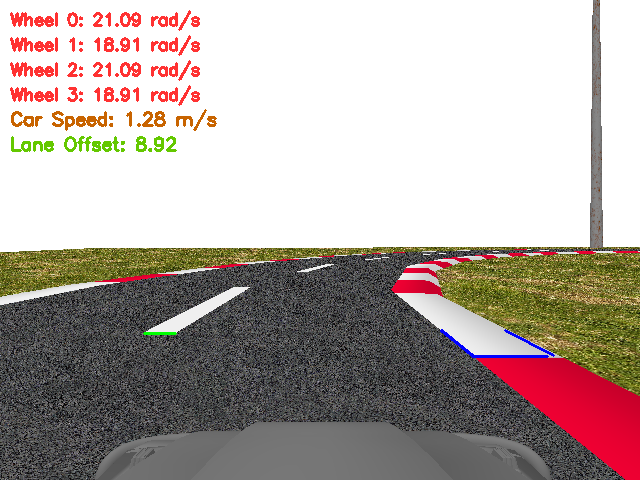 Wheel 0: 21.09 rad/s
Wheel 1: 18.91 rad/s
Wheel 2: 21.09 rad/s
Wheel 3: 18.91 rad/s
Car Speed: 1.28 m/s
Lane Offset: 8.92